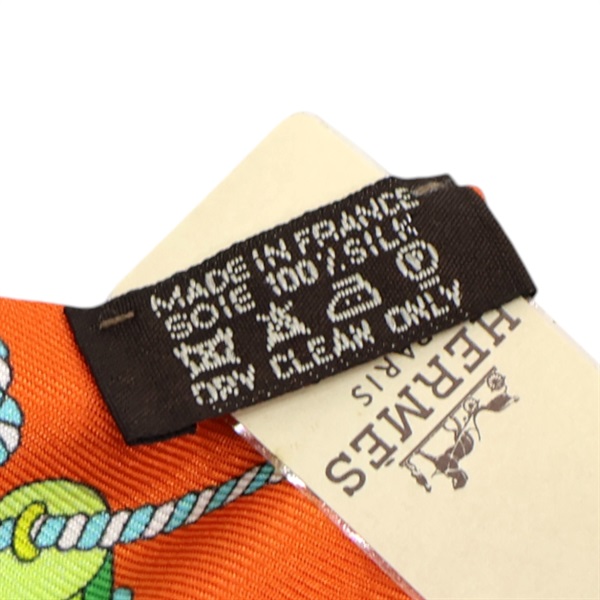 MADE IN FRANCE
SOIE 100% SILK
DRY CLEAN ONLY
HERMÈS
PARIS